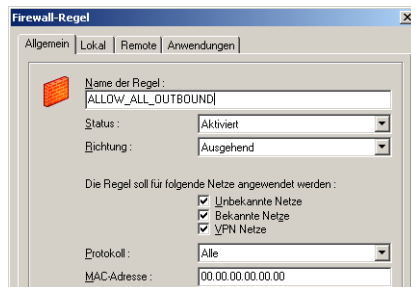 Firewall-Regel
Allgemein Lokal Remote Anwendungen
Name der Regel :
ALLOW_ALL_OUTBOUND
Status : Aktiviert
Richtung : Ausgehend
Die Regel soll für folgende Netze angewendet werden :
Unbekannte Netze
Bekannte Netze
VPN Netze
Protokoll : Alle
MAC-Adresse : 00.00.00.00.00.00